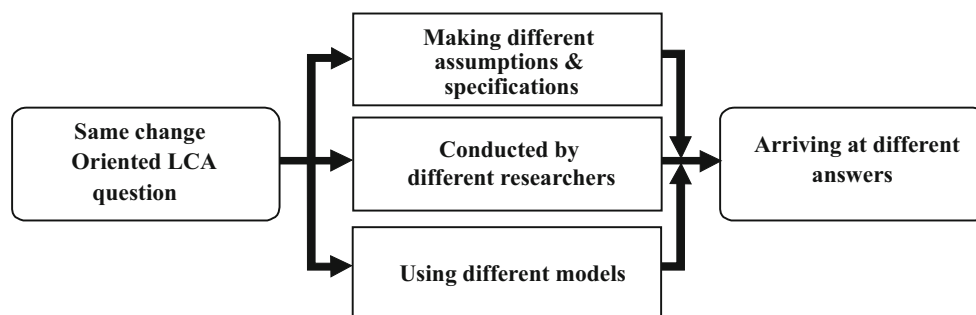 Same change
Oriented LCA
question
Making different
assumptions &
specifications
Conducted by
different researchers
Using different models
Arriving at different
answers